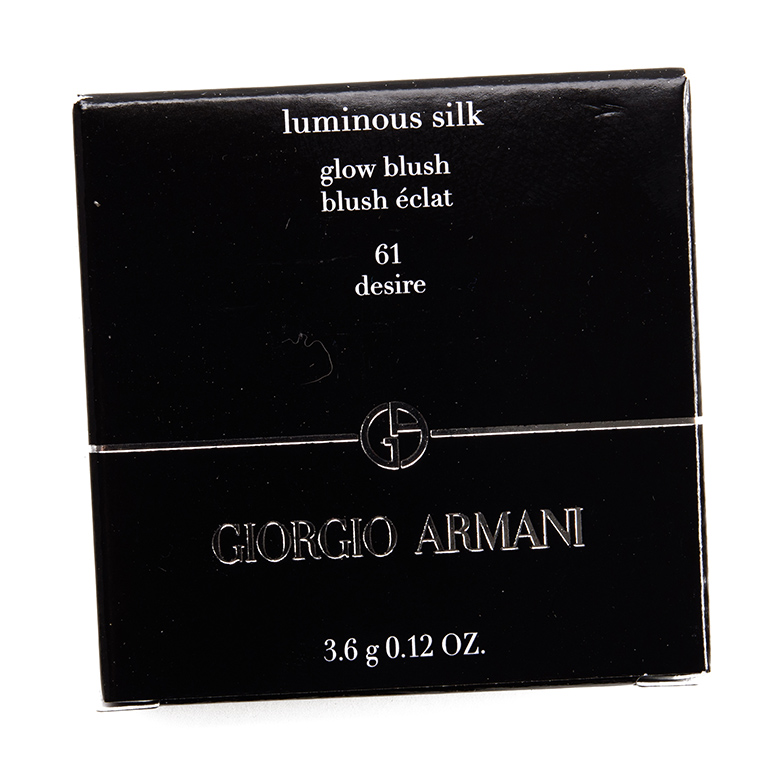 luminous silk
glow blush
blush éclat
61
desire
GA
GIORGIO ARMANI
3.6 g 0.12 OZ.